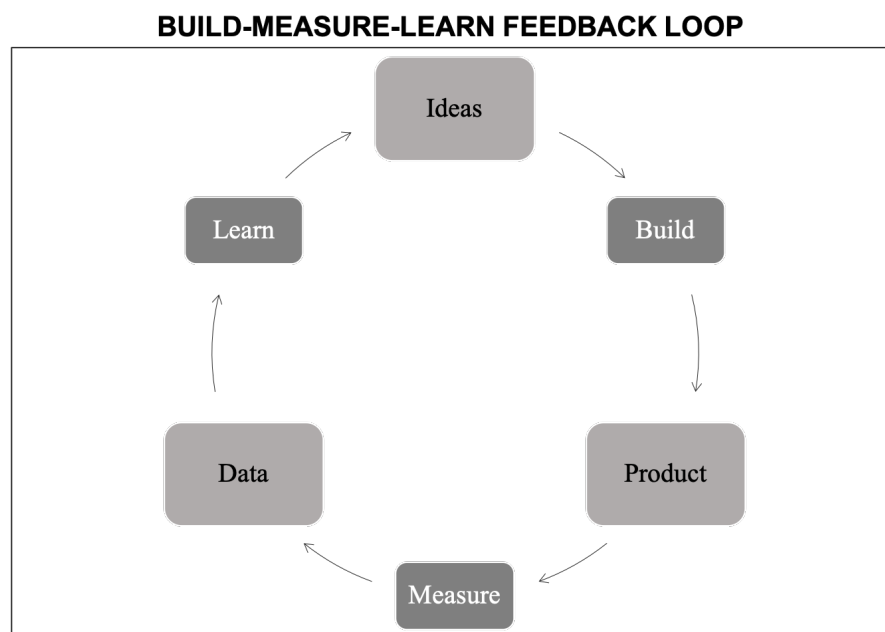 BUILD-MEASURE-LEARN FEEDBACK LOOP
Ideas
Learn
Build
Data
Product
Measure